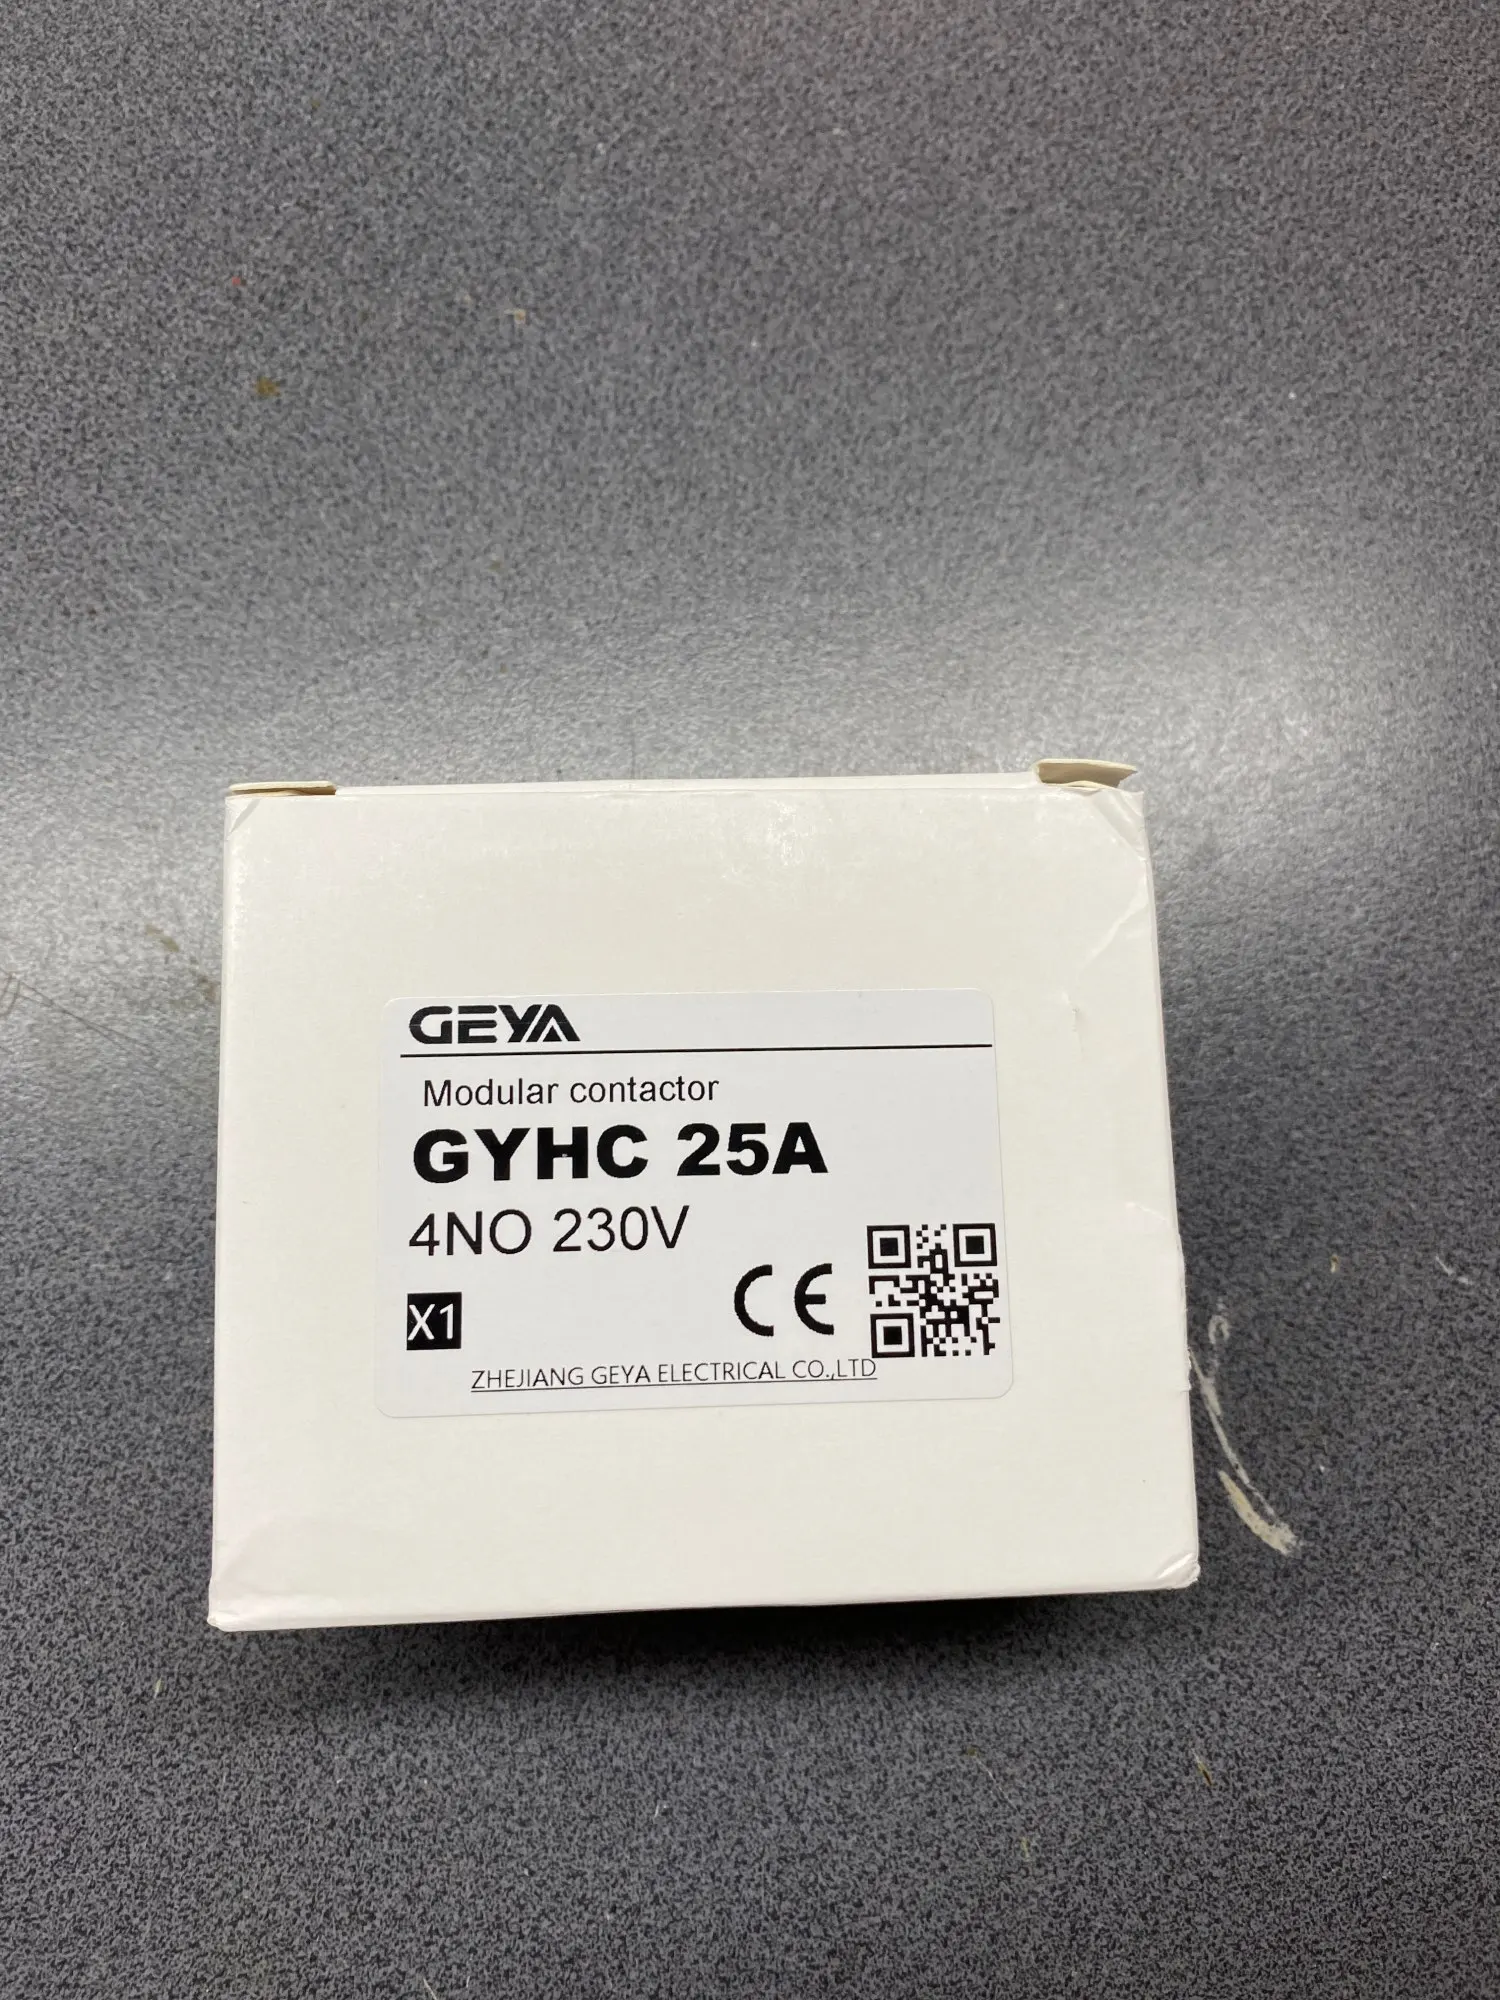 GEYA
Modular contactor
GYHC 25A
4NO 230V
CE
X1
ZHEJIANG GEYA ELECTRICAL CO.,LTD